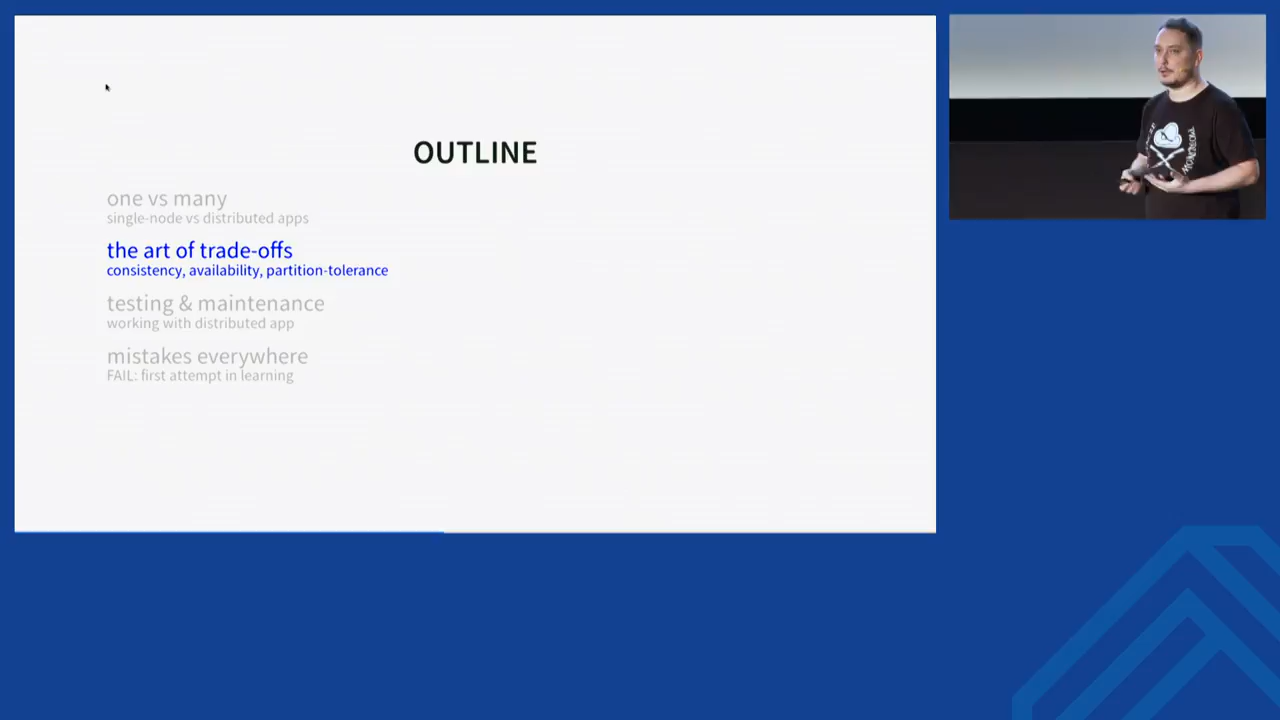 OUTLINE
one vs many
single-node vs distributed apps
the art of trade-offs
consistency, availability, partition-tolerance
testing & maintenance
working with distributed app
mistakes everywhere
FAIL: first attempt in learning